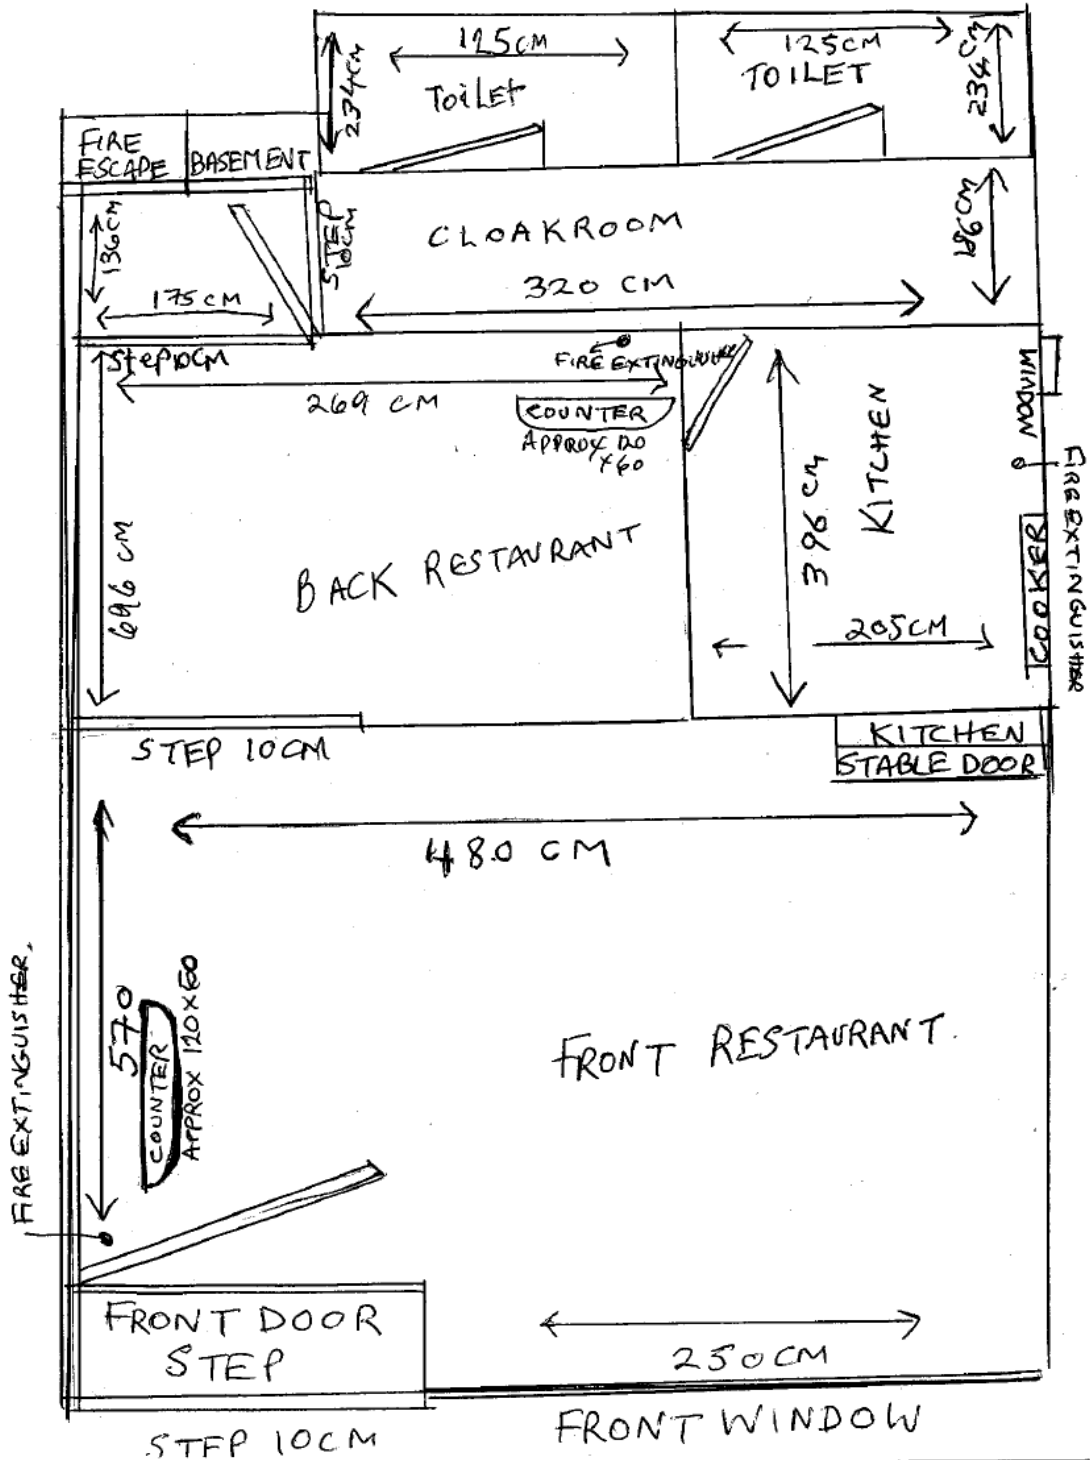 125CM
125CM
TOILET
TOILET
234CM
234CM
FIRE
ESCAPE
BASEMENT
136CM
175CM
STEP
10CM
CLOAKROOM
186CM
320 CM
Step10CM
FIRE EXTINGUISHER
269 CM
COUNTER
APPROX 120
x60
WINDOW
KITCHEN
396 CM
FIRE EXTINGUISHER
BACK RESTAURANT
696 CM
205CM
COOKER
STEP 10CM
KITCHEN
STABLE DOOR
480 CM
570
COUNTER
APPROX 120x60
FIRE EXTINGUISHER.
FRONT RESTAURANT.
FRONT DOOR
STEP
250CM
STEP 10CM
FRONT WINDOW